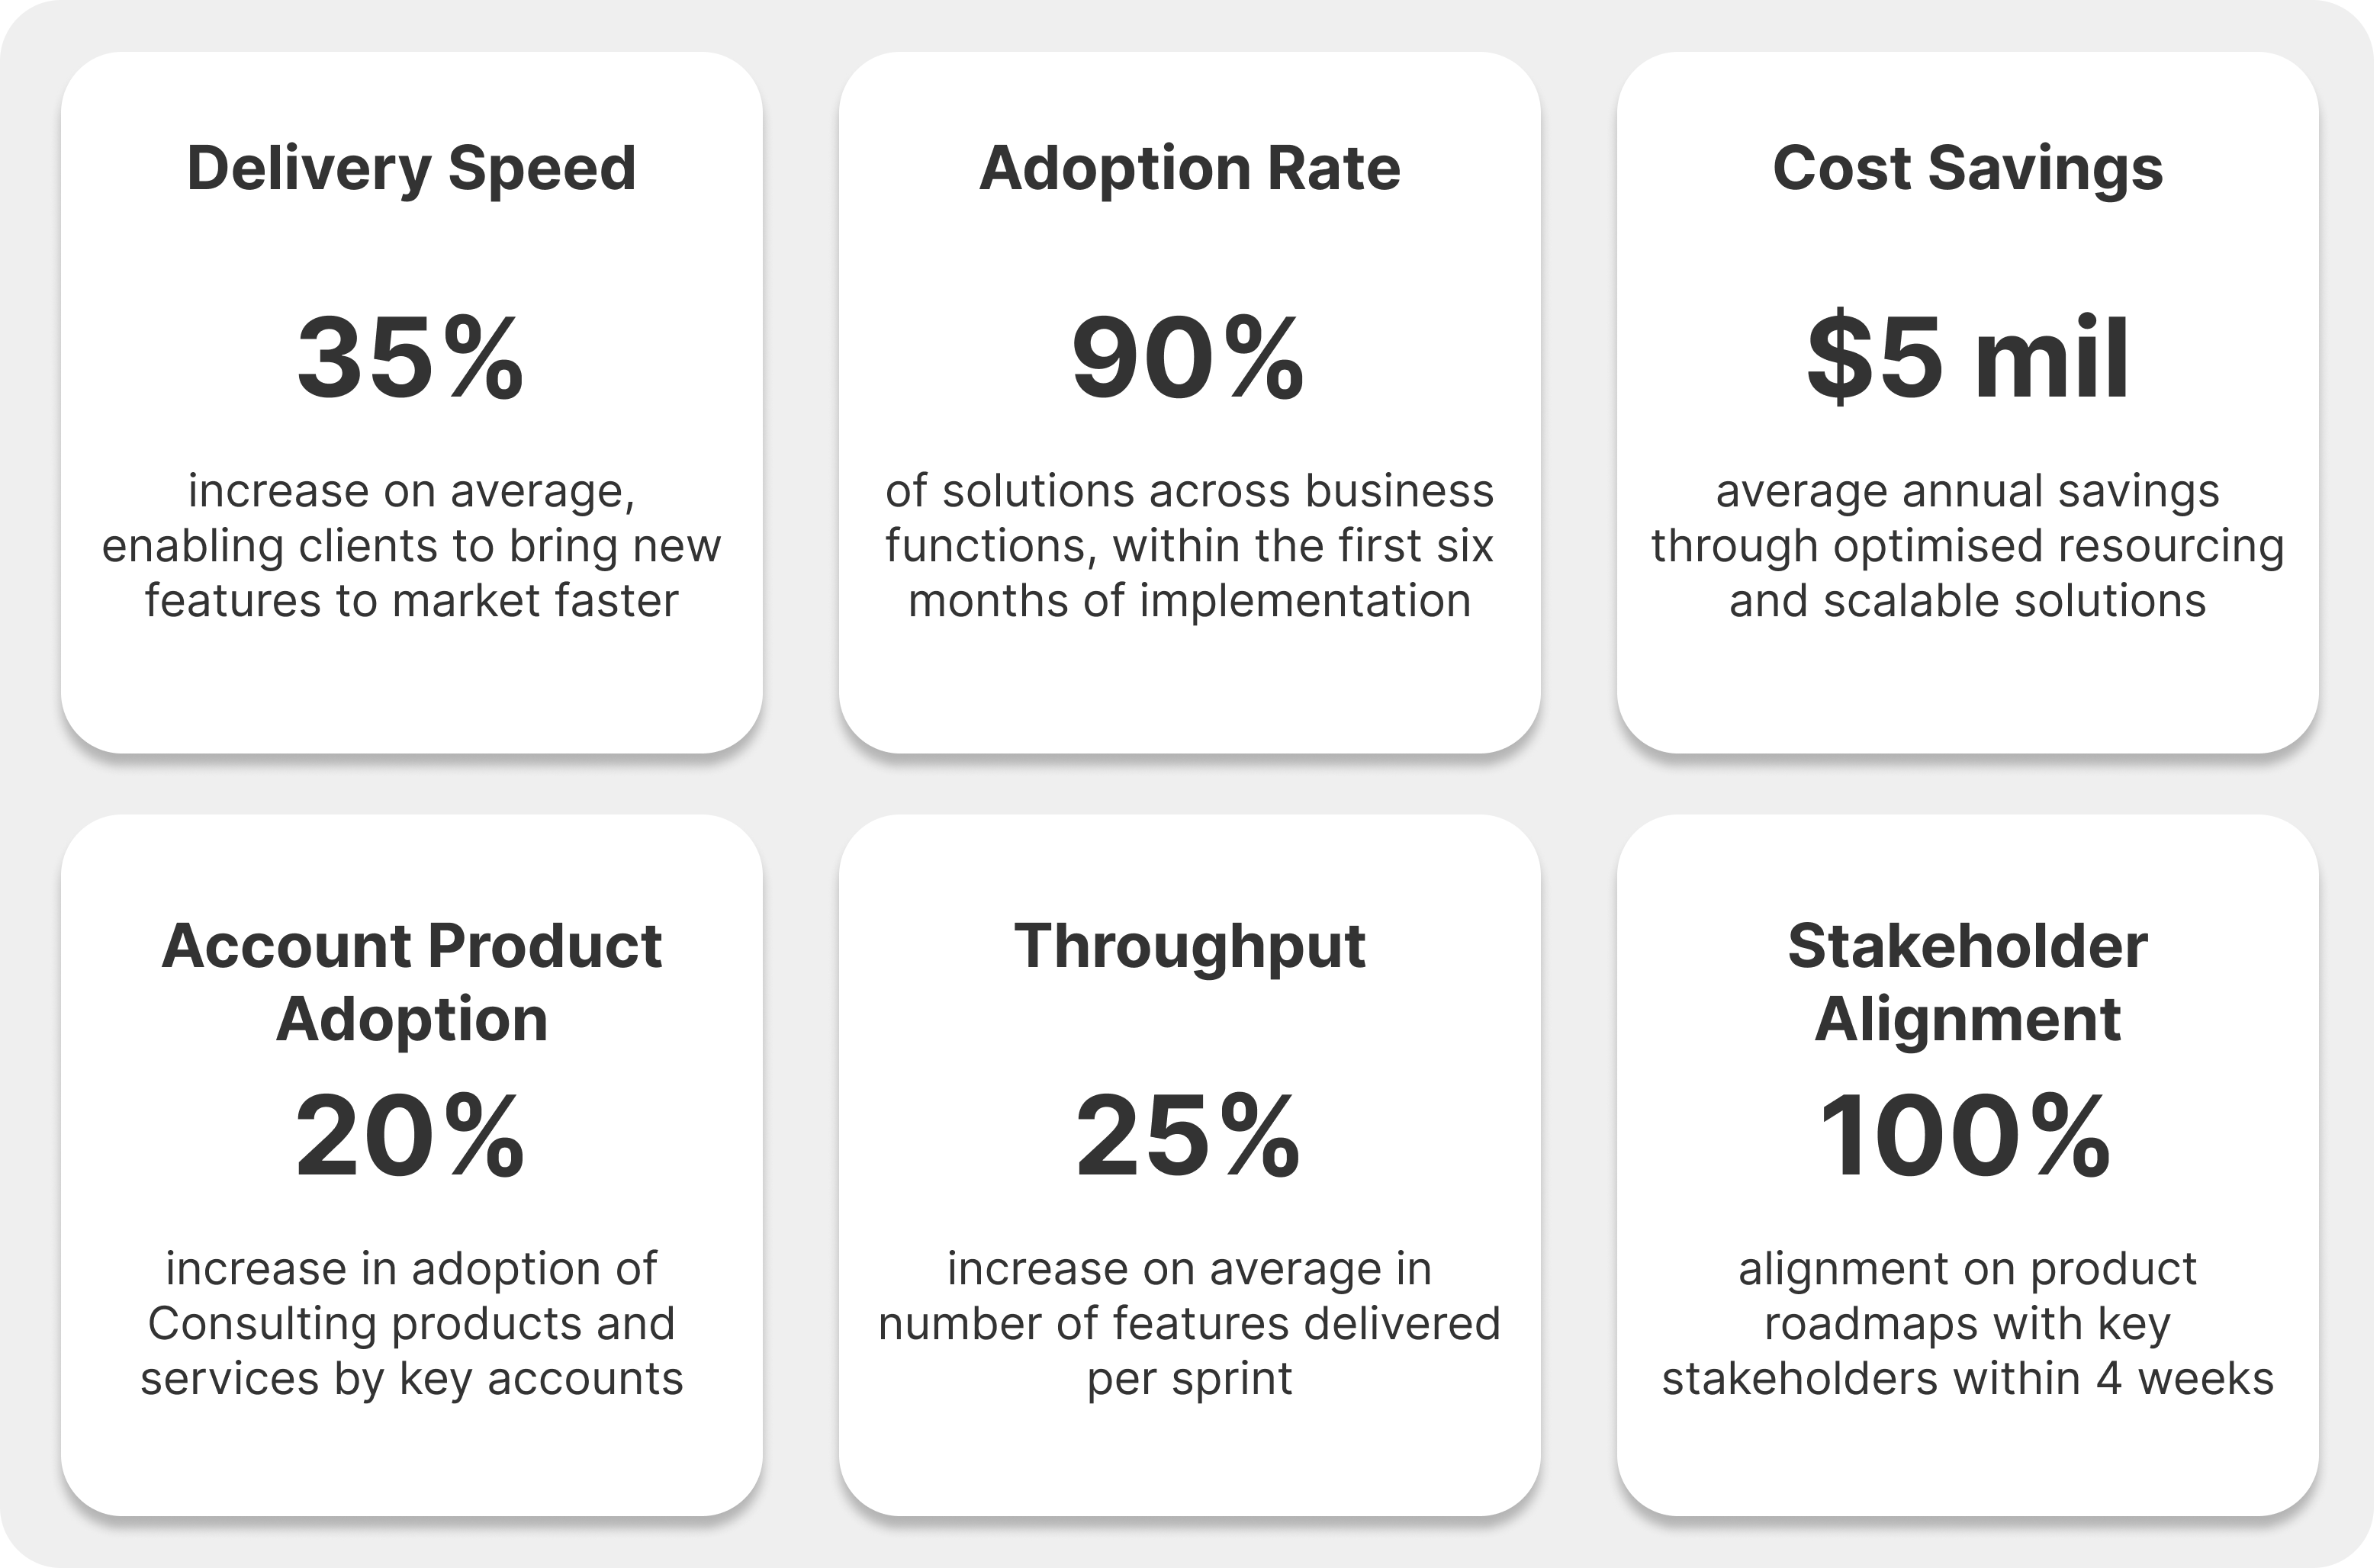 Delivery Speed
35%
increase on average,
enabling clients to bring new
features to market faster
Adoption Rate
90%
of solutions across business
functions, within the first six
months of implementation
Cost Savings
$5 mil
average annual savings
through optimised resourcing
and scalable solutions
Account Product
Adoption
20%
increase in adoption of
Consulting products and
services by key accounts
Throughput
25%
increase on average in
number of features delivered
per sprint
Stakeholder
Alignment
100%
alignment on product
roadmaps with key
stakeholders within 4 weeks